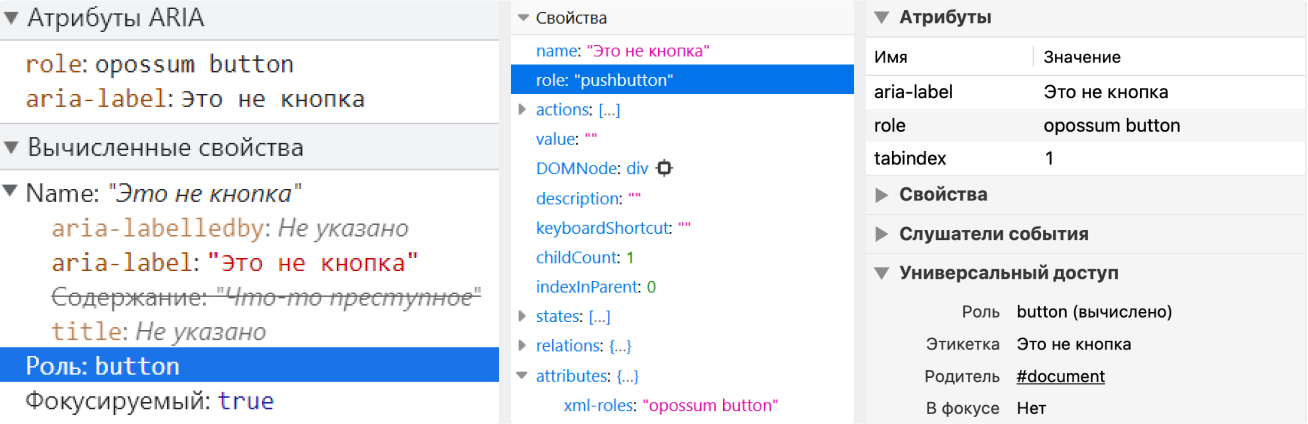 Атрибуты ARIA
role: opossum button
aria-label: Это не кнопка
Вычисленные свойства
Name: "Это не кнопка"
aria-labelledby: Не указано
aria-label: "Это не кнопка"
Содержание: "Что-то преступное"
title: Не указано
Роль: button
Фокусируемый: true
Свойства
name: "Это не кнопка"
role: "pushbutton"
actions: […]
value: ""
DOMNode: div
description: ""
keyboardShortcut: ""
childCount: 1
indexInParent: 0
states: […]
relations: {…}
attributes: {…}
xml-roles: "opossum button"
Атрибуты
Имя Значение
aria-label Это не кнопка
role opossum button
tabindex 1
Свойства
Слушатели события
Универсальный доступ
Роль button (вычислено)
Этикетка Это не кнопка
Родитель #document
В фокусе Нет